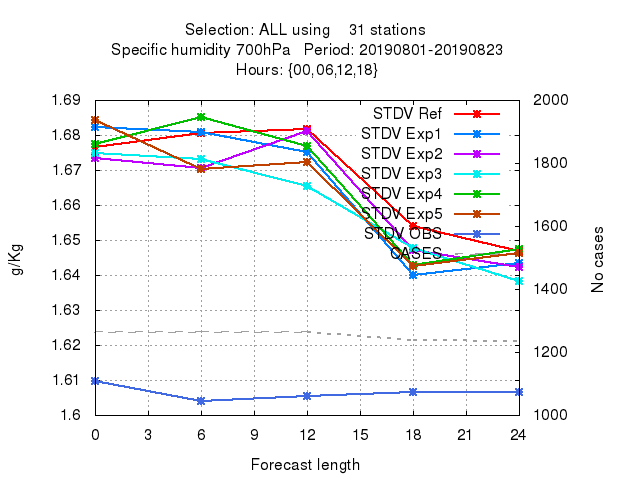 Selection: ALL using    31 stations
Specific humidity 700hPa   Period: 20190801-20190823
Hours: {00,06,12,18}
1.69
1.68
1.67
1.66
1.65
1.64
1.63
1.62
1.61
1.6
g/Kg
2000
1800
1600
1400
1200
1000
No cases
STDV Ref
STDV Exp1
STDV Exp2
STDV Exp3
STDV Exp4
STDV Exp5
STDV OBS
CASES
0 3 6 9 12 15 18 21 24
Forecast length